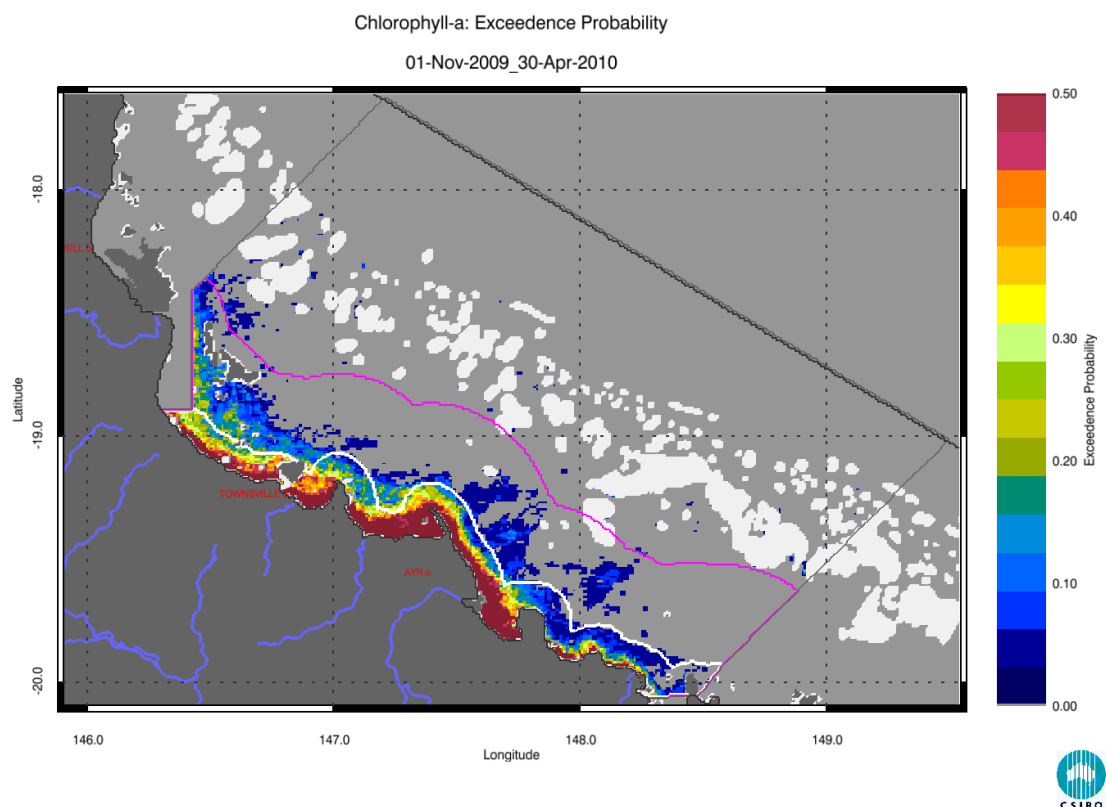 Chlorophyll-a: Exceedence Probability
01-Nov-2009_30-Apr-2010
0.50
0.40
0.30
0.20
0.10
0.00
Exceedence Probability
-18.0
-19.0
-20.0
Latitude
ELL o
TOWNSVILLE
AYR o
146.0
147.0
148.0
149.0
Longitude
CSIRO